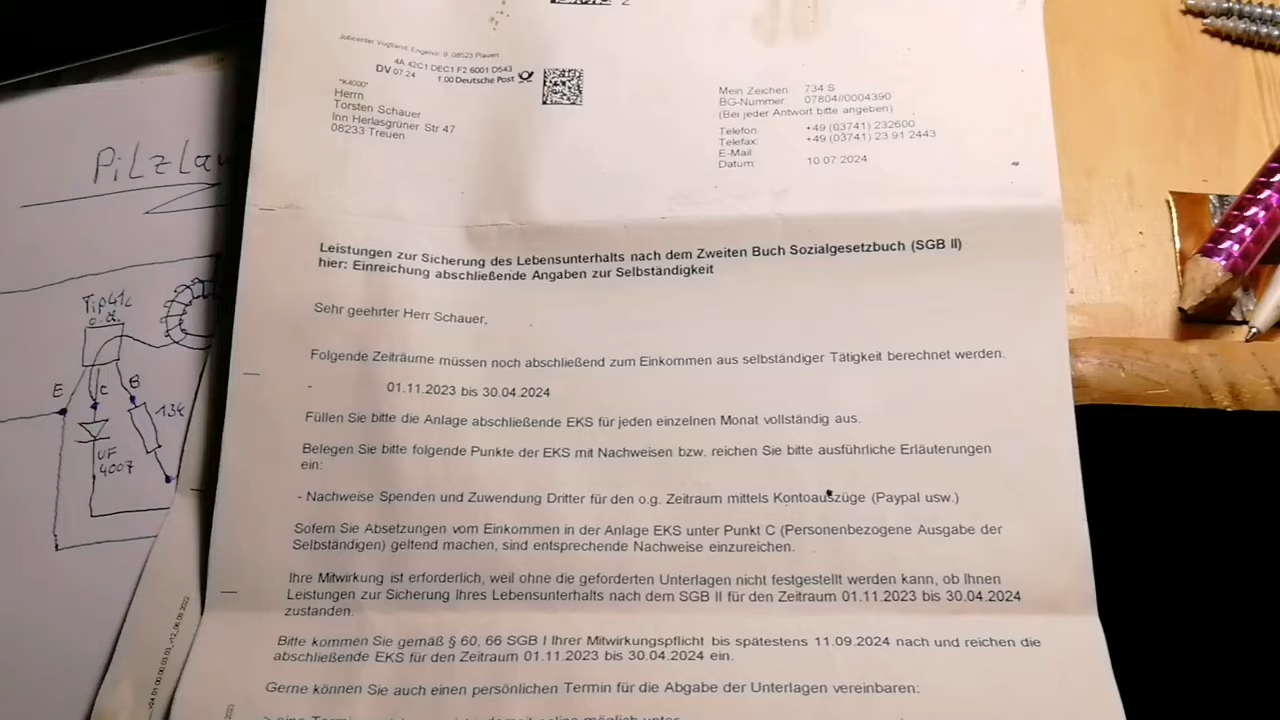 Jobcenter Vogtland, Engelstr. 9, 08523 Plauen
4A 42C1 DEC1 F2 6001 D543
DV 07.24 1,00 Deutsche Post
*K4000*
Herrn
Torsten Schauer
Inn Herlasgrüner Str 47
08233 Treuen
Mein Zeichen 734 S
BG-Nummer 07804//0004390
(Bei jeder Antwort bitte angeben)
Telefon: +49 (03741) 232600
Telefax: +49 (03741) 23 91 2443
E-Mail:
Datum: 10.07.2024
Leistungen zur Sicherung des Lebensunterhalts nach dem Zweiten Buch Sozialgesetzbuch (SGB II)
hier: Einreichung abschließende Angaben zur Selbständigkeit
Sehr geehrter Herr Schauer,
Folgende Zeiträume müssen noch abschließend zum Einkommen aus selbständiger Tätigkeit berechnet werden.
- 01.11.2023 bis 30.04.2024
Füllen Sie bitte die Anlage abschließende EKS für jeden einzelnen Monat vollständig aus.
Belegen Sie bitte folgende Punkte der EKS mit Nachweisen bzw. reichen Sie bitte ausführliche Erläuterungen
ein:
- Nachweise Spenden und Zuwendung Dritter für den o.g. Zeitraum mittels Kontoauszüge (Paypal usw.)
Sofern Sie Absetzungen vom Einkommen in der Anlage EKS unter Punkt C (Personenbezogene Ausgabe der
Selbständigen) geltend machen, sind entsprechende Nachweise einzureichen.
Ihre Mitwirkung ist erforderlich, weil ohne die geforderten Unterlagen nicht festgestellt werden kann, ob Ihnen
Leistungen zur Sicherung Ihres Lebensunterhalts nach dem SGB II für den Zeitraum 01.11.2023 bis 30.04.2024
zustanden.
Bitte kommen Sie gemäß § 60, 66 SGB I Ihrer Mitwirkungspflicht bis spätestens 11.09.2024 nach und reichen die
abschließende EKS für den Zeitraum 01.11.2023 bis 30.04.2024 ein.
Gerne können Sie auch einen persönlichen Termin für die Abgabe der Unterlagen vereinbaren:
PilzLa
Tip41c
o.ä.
E C B
13k
UF
4007